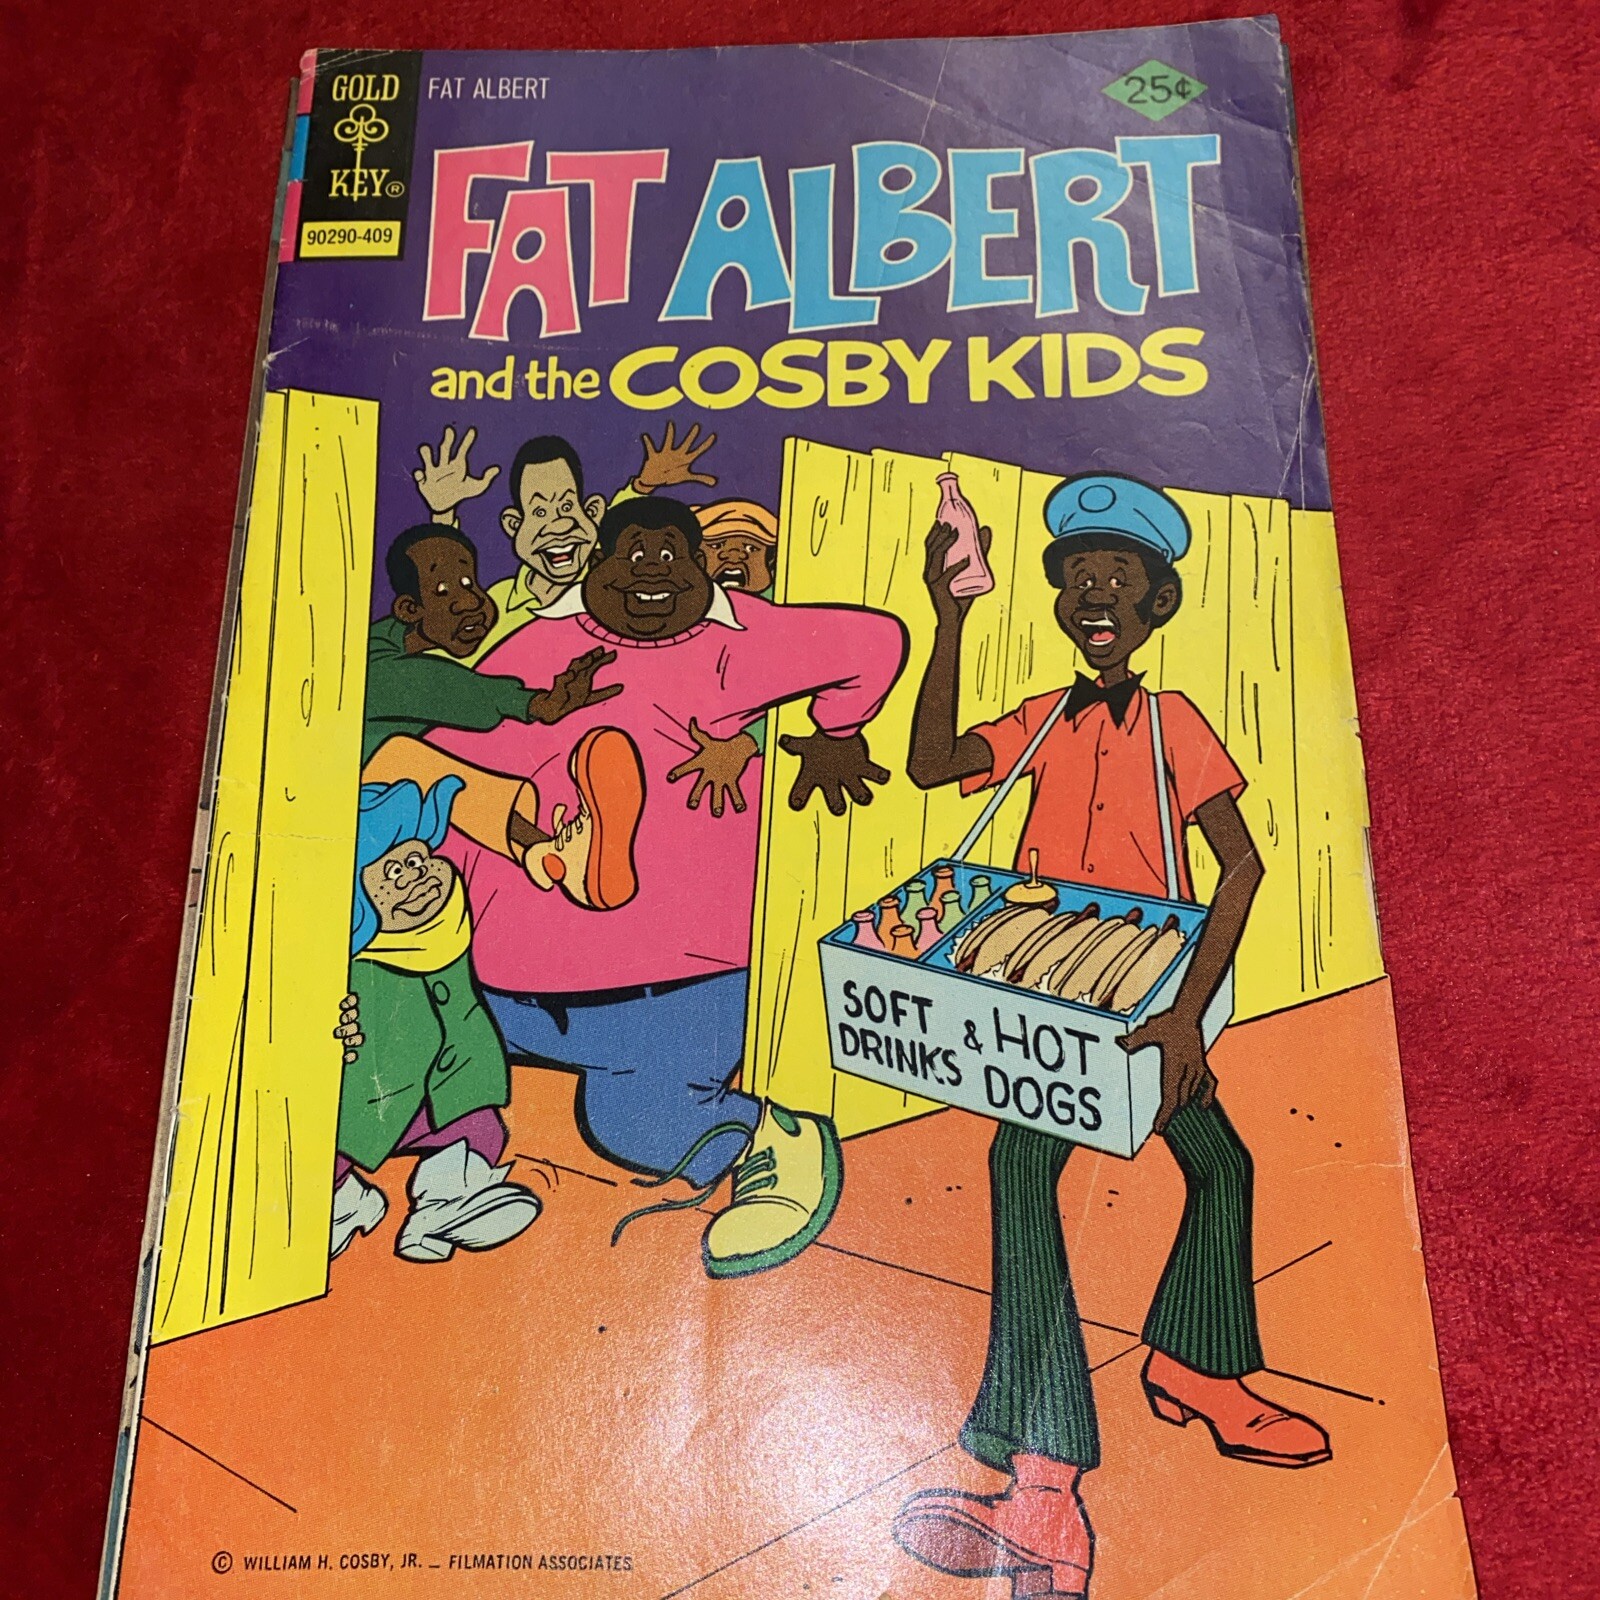 GOLD
KEY®
90290-409
FAT ALBERT
25¢
FAT ALBERT
and the COSBY KIDS
SOFT DRINKS & HOT DOGS
© WILLIAM H. COSBY, JR. — FILMATION ASSOCIATES